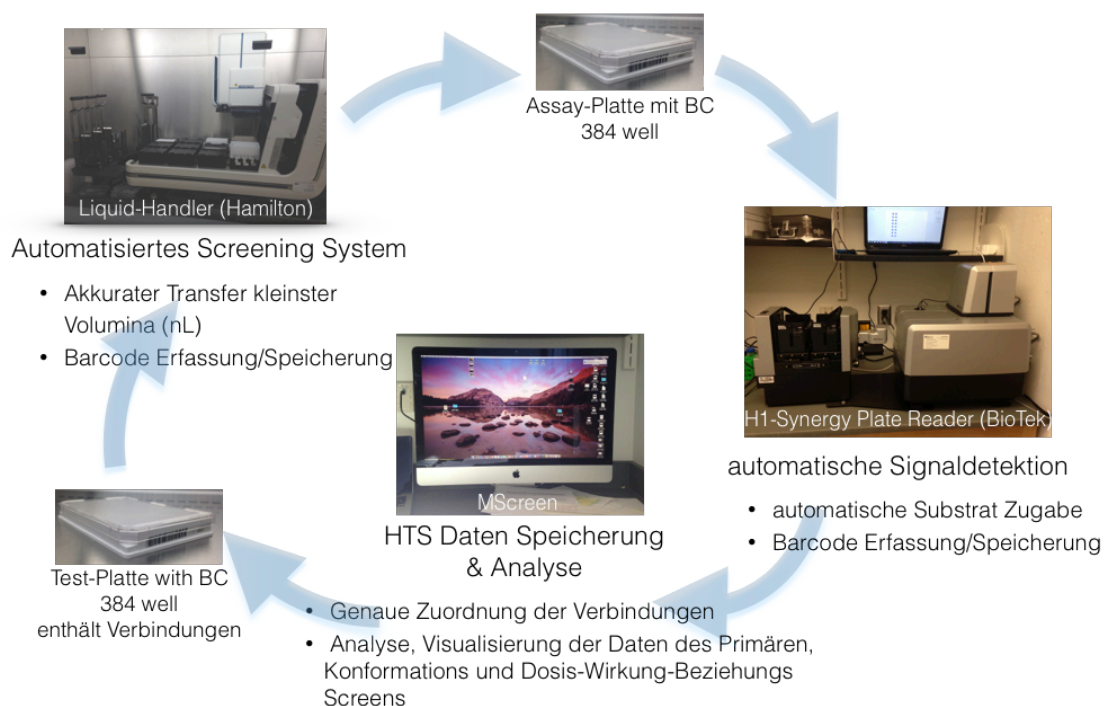 Liquid-Handler (Hamilton)
Automatisiertes Screening System
• Akkurater Transfer kleinster
Volumina (nL)
• Barcode Erfassung/Speicherung
Assay-Platte mit BC
384 well
H1-Synergy Plate Reader (BioTek)
automatische Signaldetektion
• automatische Substrat Zugabe
• Barcode Erfassung/Speicherung
MScreen
HTS Daten Speicherung
& Analyse
• Genaue Zuordnung der Verbindungen
• Analyse, Visualisierung der Daten des Primären,
Konformations und Dosis-Wirkung-Beziehungs
Screens
Test-Platte with BC
384 well
enthält Verbindungen